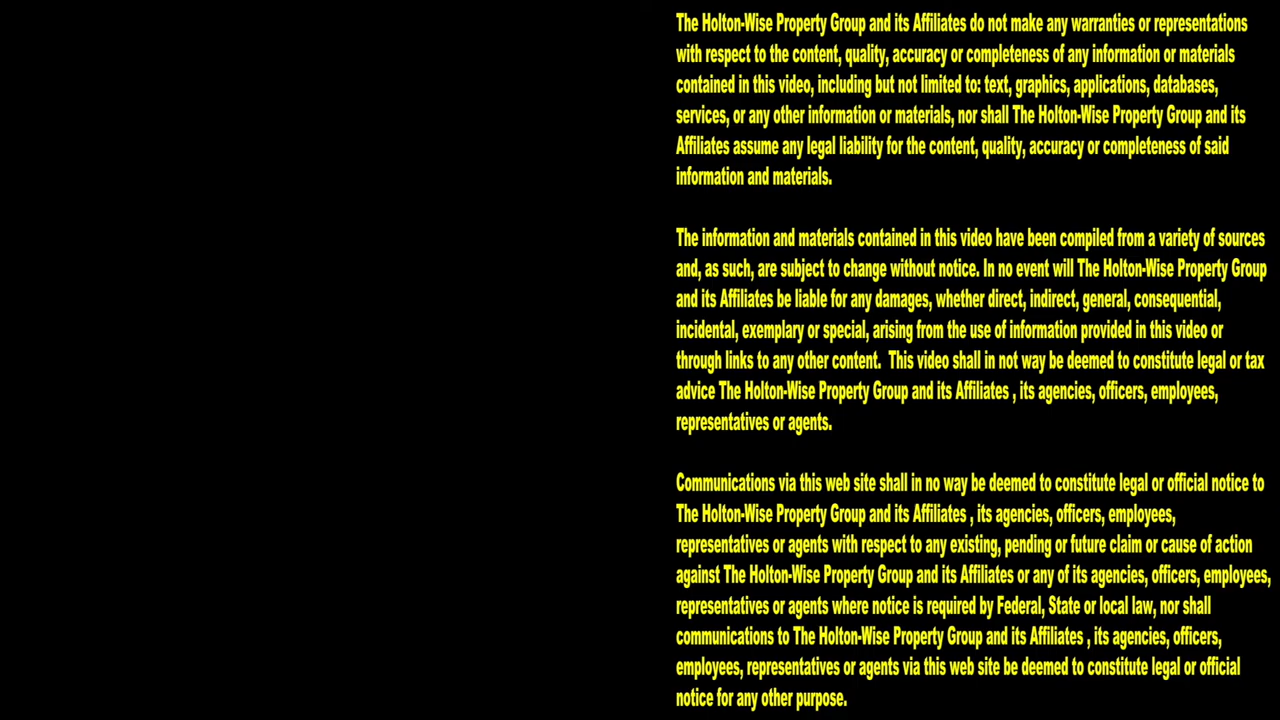 The Holton-Wise Property Group and its Affiliates do not make any warranties or representations
with respect to the content, quality, accuracy or completeness of any information or materials
contained in this video, including but not limited to: text, graphics, applications, databases,
services, or any other information or materials, nor shall The Holton-Wise Property Group and its
Affiliates assume any legal liability for the content, quality, accuracy or completeness of said
information and materials.
The information and materials contained in this video have been compiled from a variety of sources
and, as such, are subject to change without notice. In no event will The Holton-Wise Property Group
and its Affiliates be liable for any damages, whether direct, indirect, general, consequential,
incidental, exemplary or special, arising from the use of information provided in this video or
through links to any other content.  This video shall in not way be deemed to constitute legal or tax
advice The Holton-Wise Property Group and its Affiliates , its agencies, officers, employees,
representatives or agents.
Communications via this web site shall in no way be deemed to constitute legal or official notice to
The Holton-Wise Property Group and its Affiliates , its agencies, officers, employees,
representatives or agents with respect to any existing, pending or future claim or cause of action
against The Holton-Wise Property Group and its Affiliates or any of its agencies, officers, employees,
representatives or agents where notice is required by Federal, State or local law, nor shall
communications to The Holton-Wise Property Group and its Affiliates , its agencies, officers,
employees, representatives or agents via this web site be deemed to constitute legal or official
notice for any other purpose.